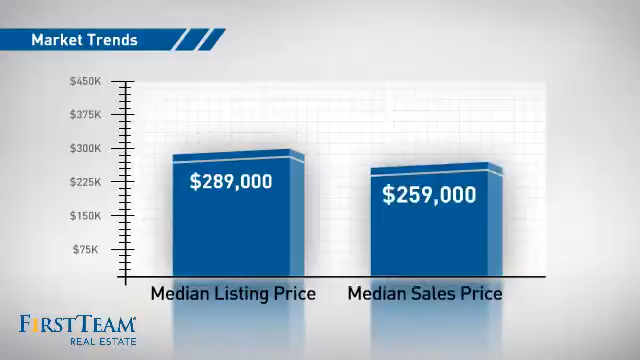 Market Trends
$450K
$375K
$300K
$225K
$150K
$75K
$289,000
$259,000
Median Listing Price
Median Sales Price
FIRSTTEAM®
REAL ESTATE